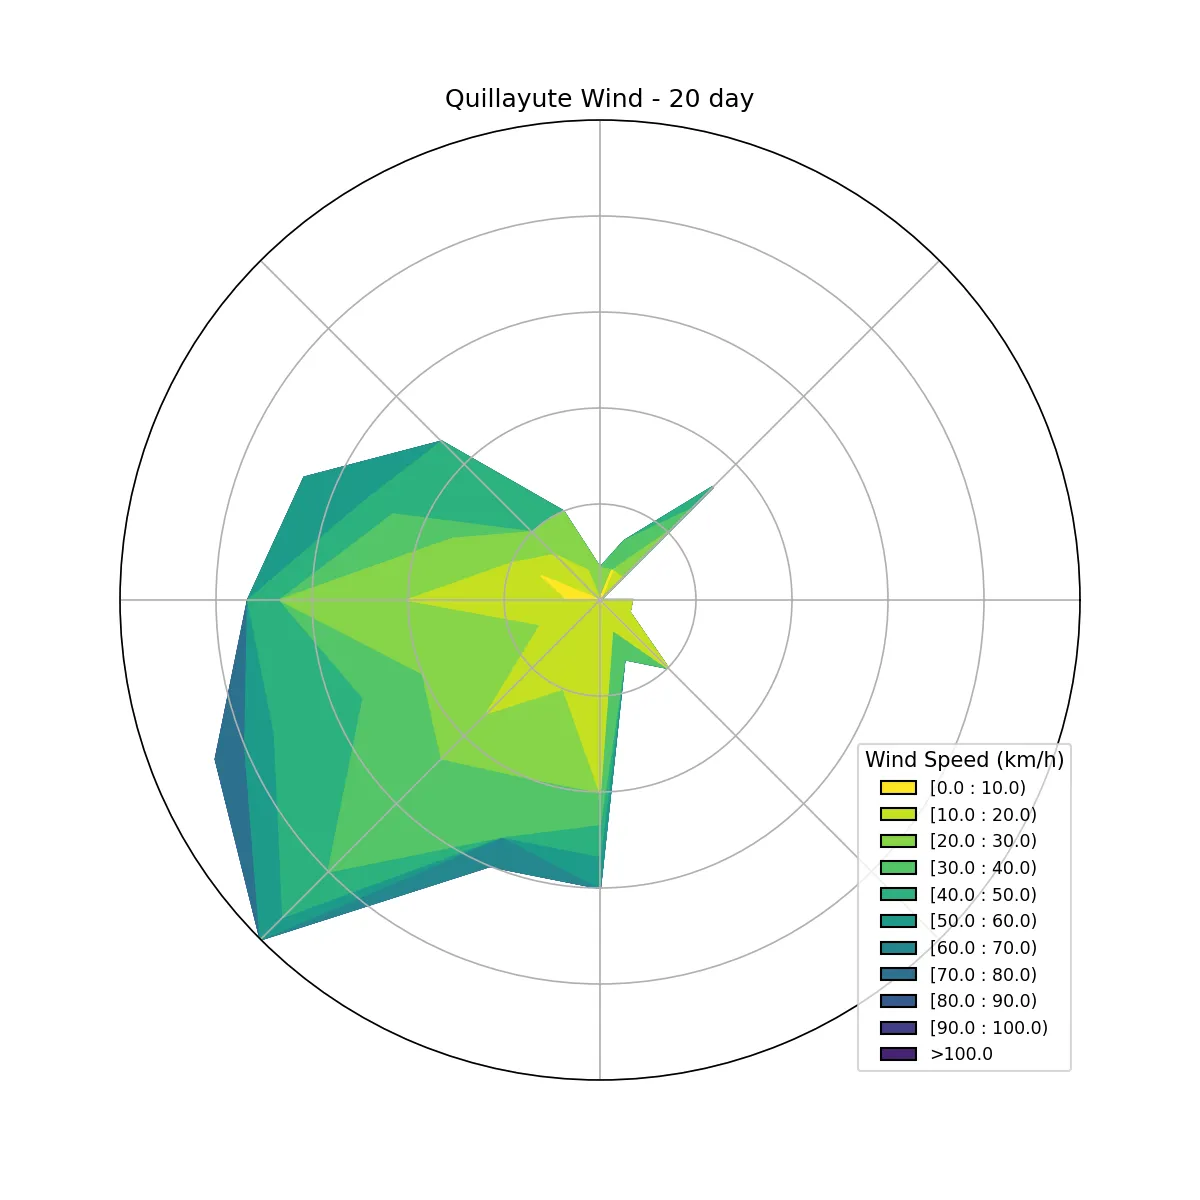 Quillayute Wind - 20 day
Wind Speed (km/h)
[0.0 : 10.0)
[10.0 : 20.0)
[20.0 : 30.0)
[30.0 : 40.0)
[40.0 : 50.0)
[50.0 : 60.0)
[60.0 : 70.0)
[70.0 : 80.0)
[80.0 : 90.0)
[90.0 : 100.0)
>100.0